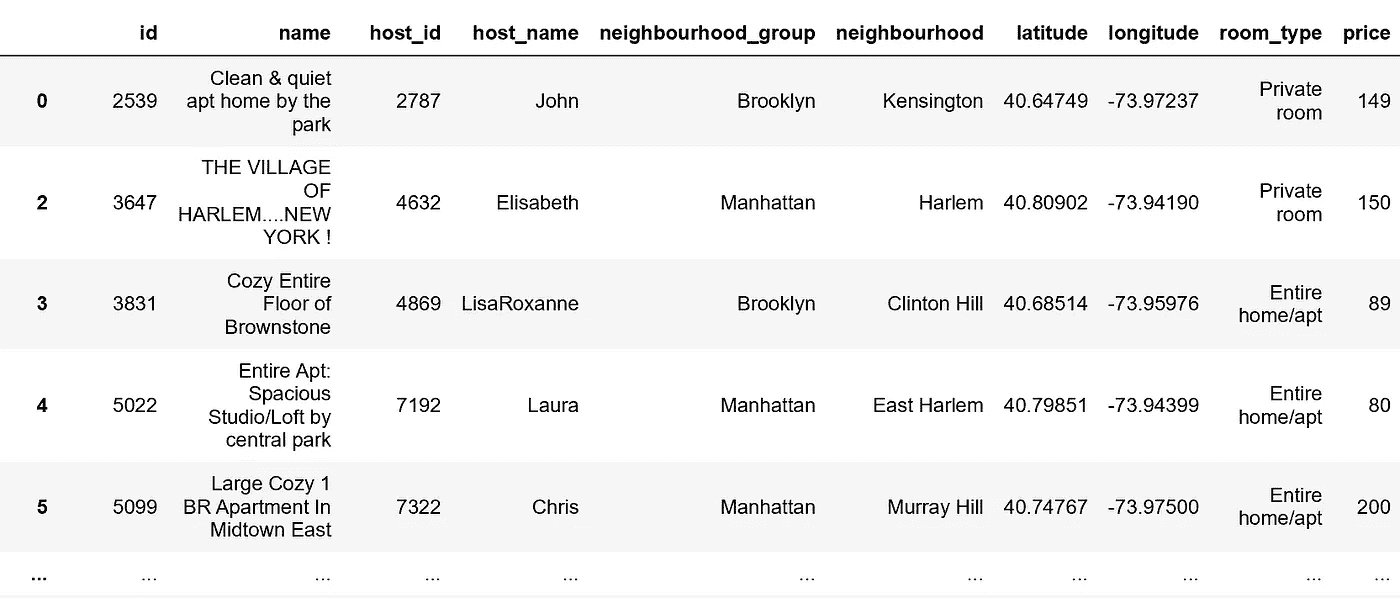 id name host_id host_name neighbourhood_group neighbourhood latitude longitude room_type price
0 2539 Clean & quiet apt home by the park 2787 John Brooklyn Kensington 40.64749 -73.97237 Private room 149
2 3647 THE VILLAGE OF HARLEM....NEW YORK ! 4632 Elisabeth Manhattan Harlem 40.80902 -73.94190 Private room 150
3 3831 Cozy Entire Floor of Brownstone 4869 LisaRoxanne Brooklyn Clinton Hill 40.68514 -73.95976 Entire home/apt 89
4 5022 Entire Apt: Spacious Studio/Loft by central park 7192 Laura Manhattan East Harlem 40.79851 -73.94399 Entire home/apt 80
5 5099 Large Cozy 1 BR Apartment In Midtown East 7322 Chris Manhattan Murray Hill 40.74767 -73.97500 Entire home/apt 200
... ... ... ... ... ... ... ... ... ... ...